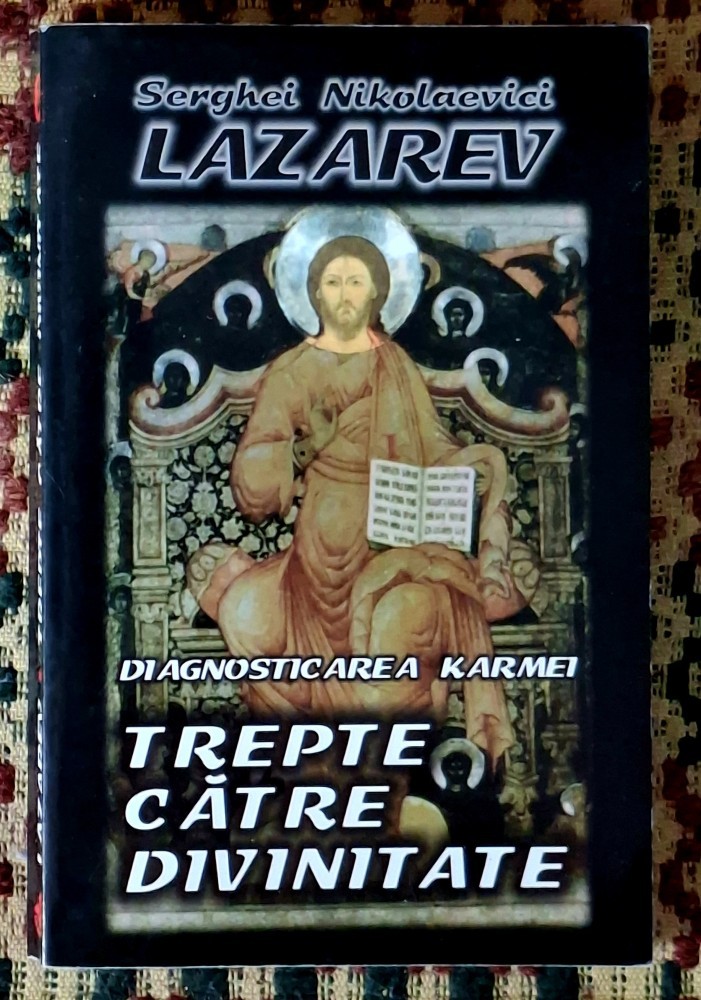 Serghei Nikolaevici
LAZAREV
DIAGNOSTICAREA KARMEI
TREPTE
CĂTRE
DIVINITATE